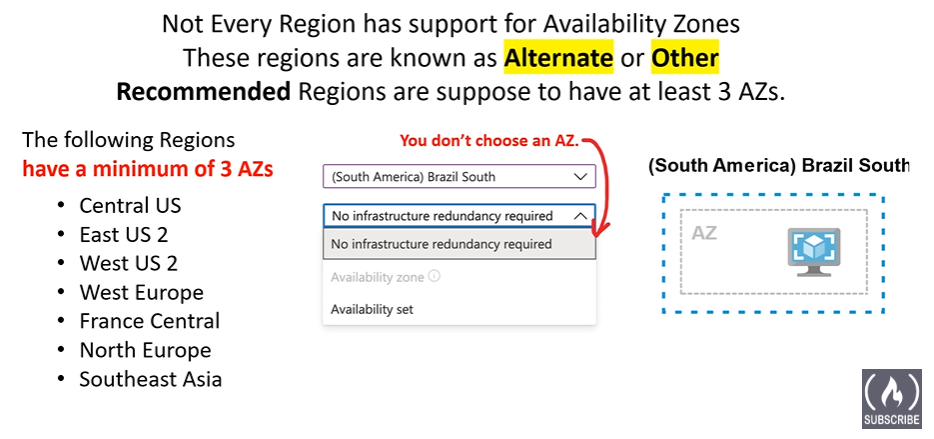 Not Every Region has support for Availability Zones
These regions are known as Alternate or Other
Recommended Regions are suppose to have at least 3 AZs.
The following Regions
have a minimum of 3 AZs
• Central US
• East US 2
• West US 2
• West Europe
• France Central
• North Europe
• Southeast Asia
You don't choose an AZ.
(South America) Brazil South
No infrastructure redundancy required
No infrastructure redundancy required
Availability zone
Availability set
(South America) Brazil South
AZ
SUBSCRIBE